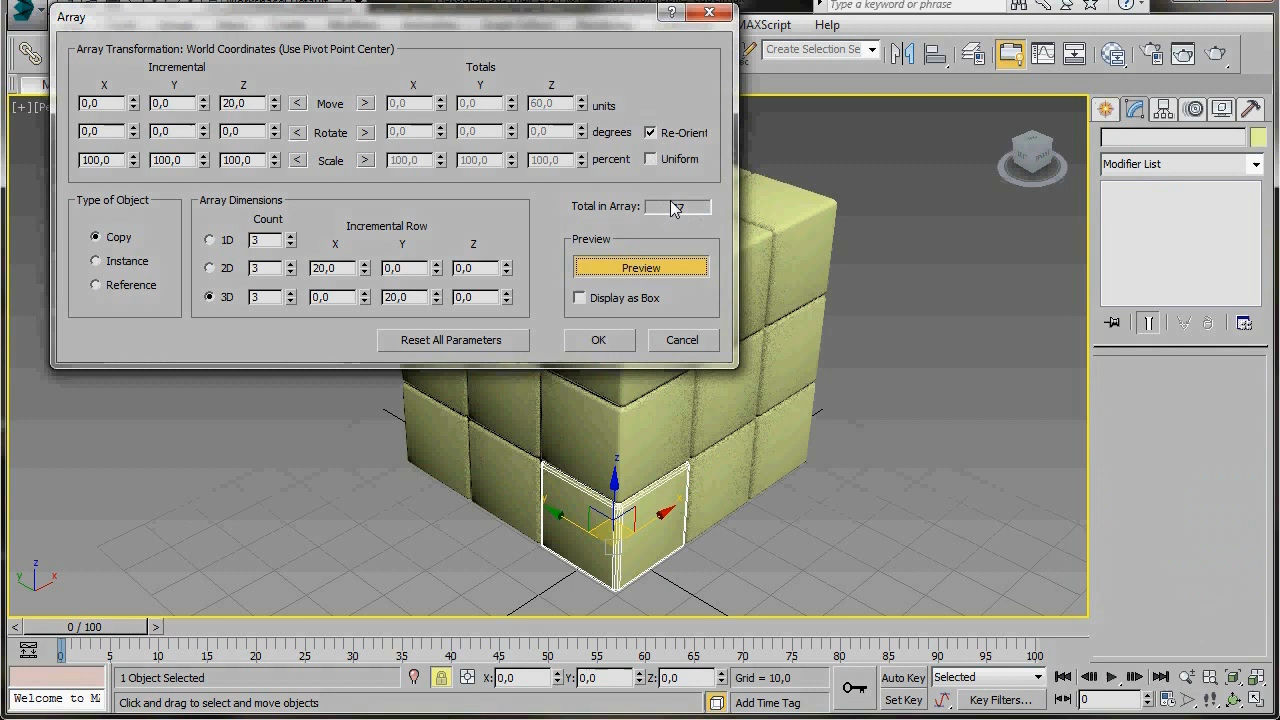 Array
Type a keyword or phrase
MAXScript Help
Array Transformation: World Coordinates (Use Pivot Point Center)
Incremental Totals
X Y Z X Y Z
0,0 0,0 20,0 < Move > 0,0 0,0 60,0 units
0,0 0,0 0,0 < Rotate > 0,0 0,0 0,0 degrees Re-Orient
100,0 100,0 100,0 < Scale > 100,0 100,0 100,0 percent Uniform
Create Selection Se
[+]
Modifier List
Type of Object
Copy
Instance
Reference
Array Dimensions
Count
Incremental Row
X Y Z
1D 3
2D 3 20,0 0,0 0,0
3D 3 0,0 20,0 0,0
Total in Array:
Preview
Preview
Display as Box
Reset All Parameters OK Cancel
z
z
y x
< 0 / 100 >
0 5 10 15 20 25 30 35 40 45 50 55 60 65 70 75 80 85 90 95 100
1 Object Selected X: 0,0 Y: 0,0 Z: 0,0 Grid = 10,0 Auto Key Selected
Welcome to M Click and drag to select and move objects Add Time Tag Set Key Key Filters... 0